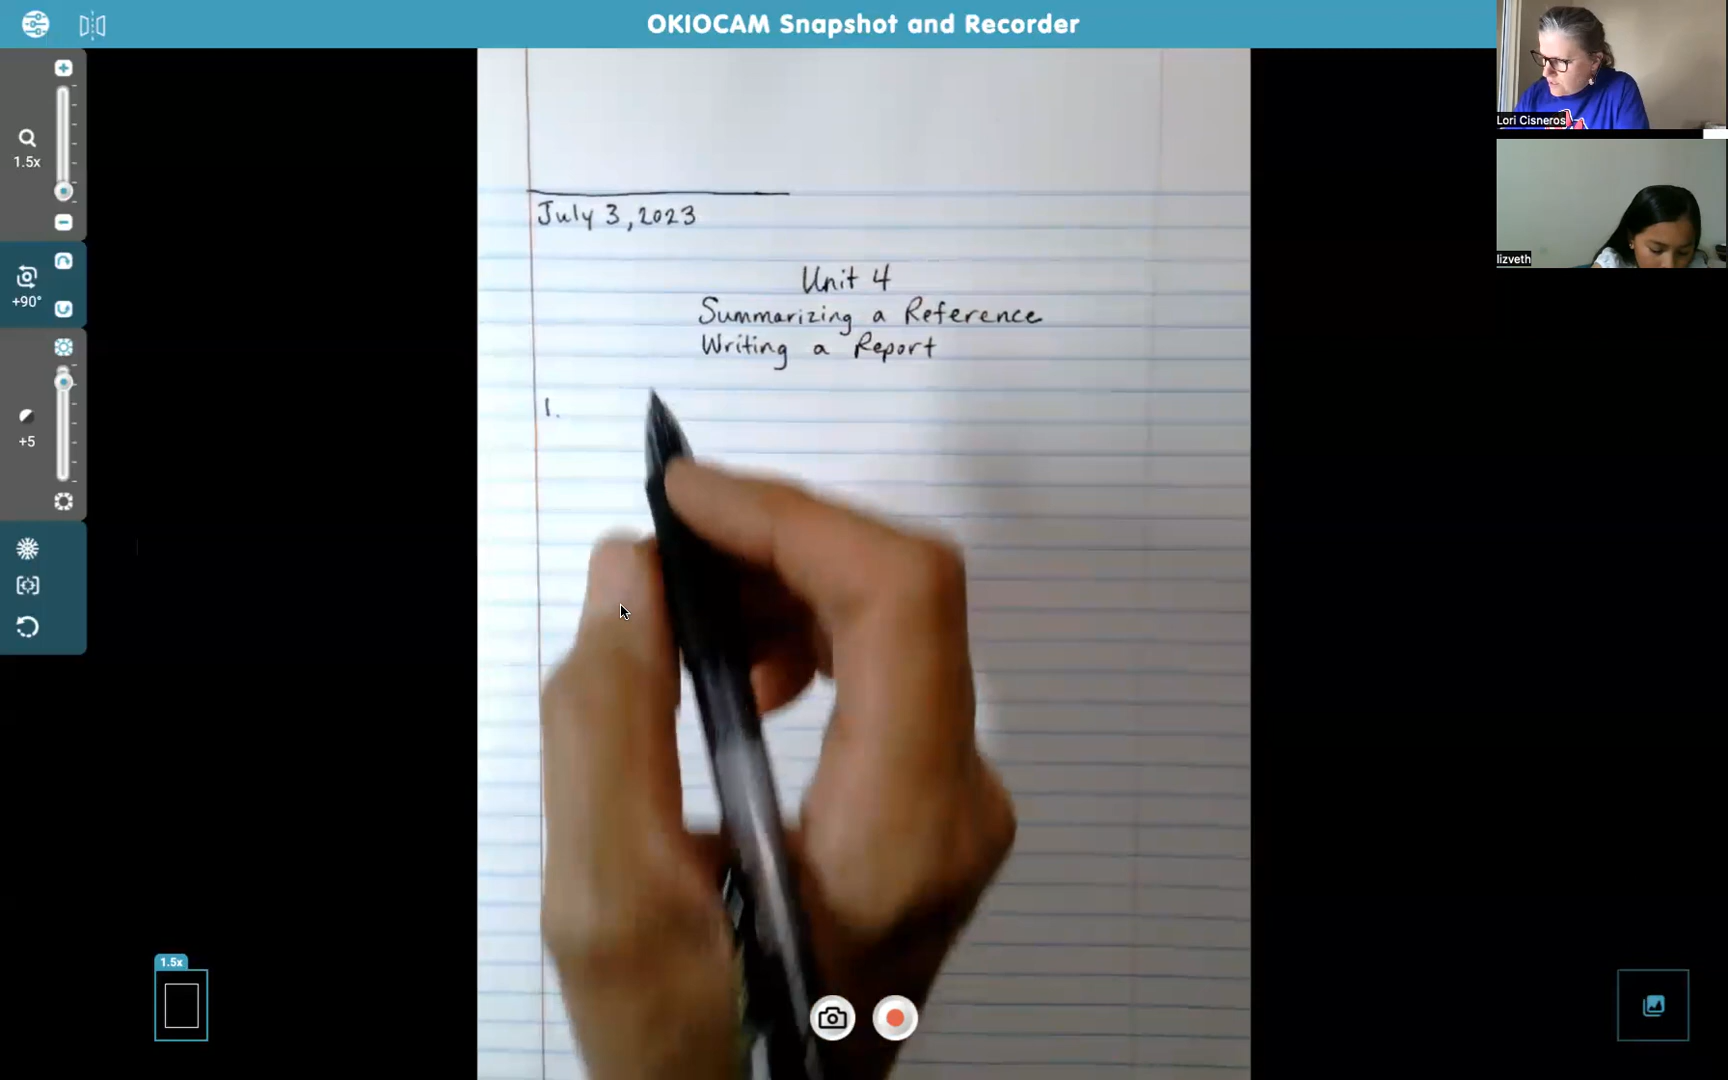 OKIOCAM Snapshot and Recorder
Lori Cisneros
lizveth
1.5x
+90°
+5
July 3, 2023
Unit 4
Summarizing a Reference
Writing a Report
1.
1.5x